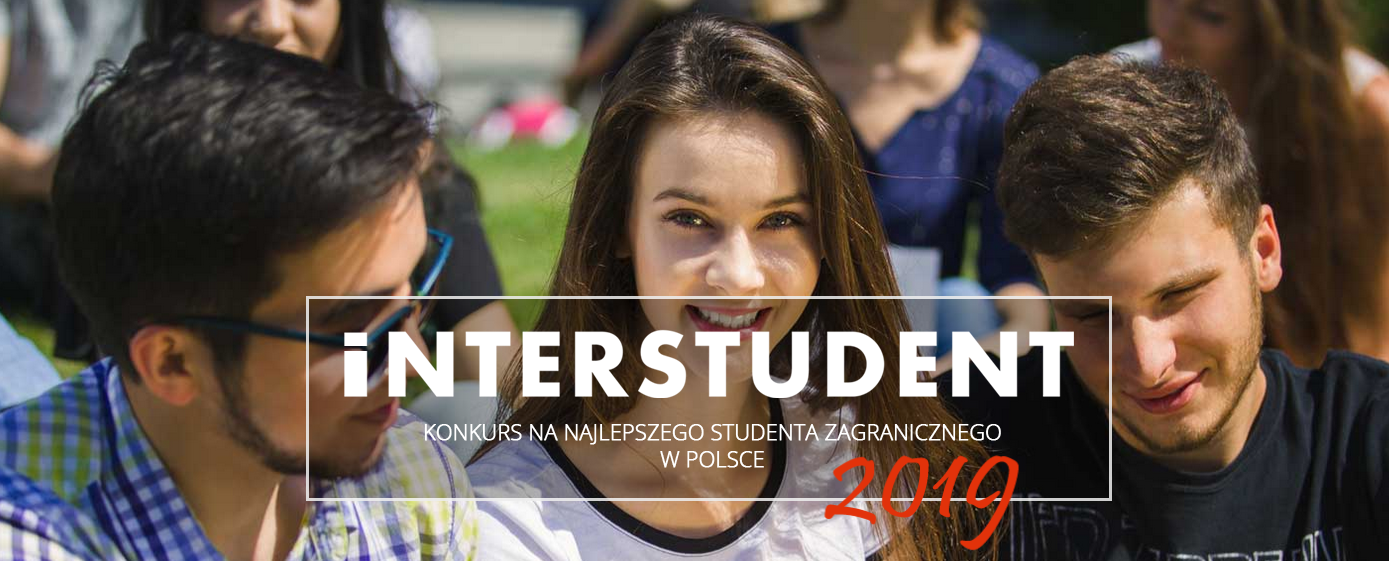 iNTERSTUDENT
KONKURS NA NAJLEPSZEGO STUDENTA ZAGRANICZNEGO
W POLSCE
2019